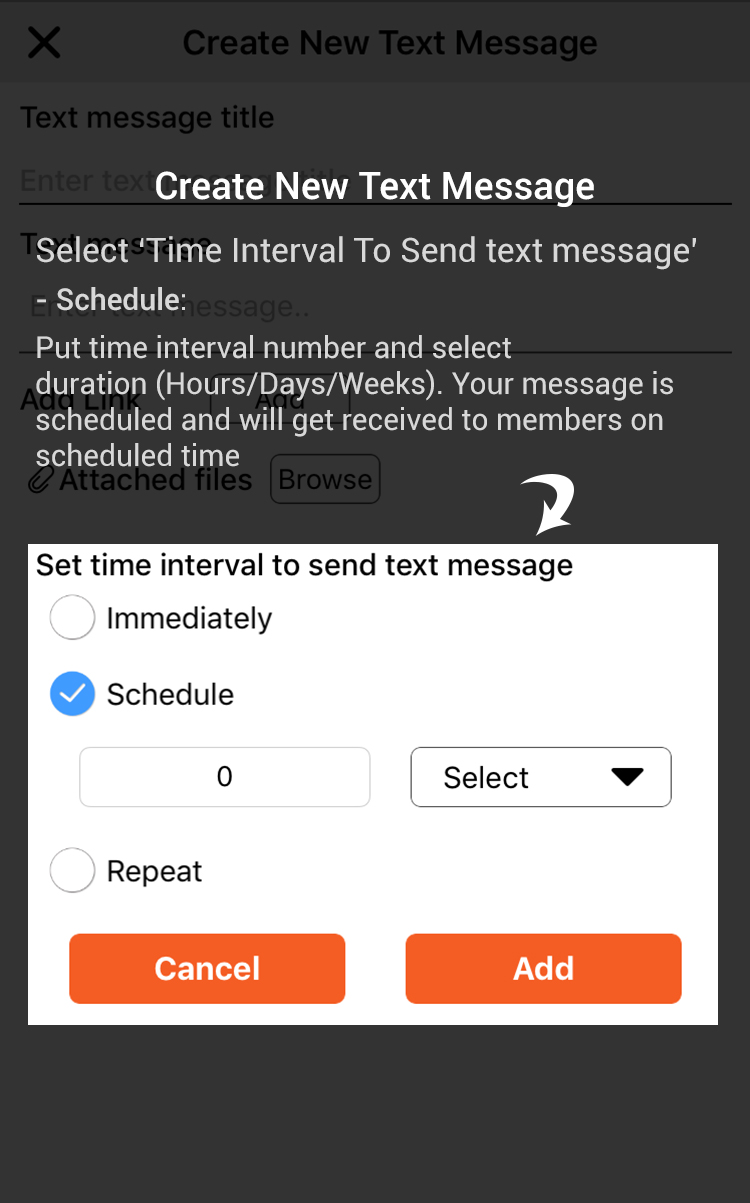 Create New Text Message
Text message title
Enter text message title
Create New Text Message
Text message
Select ‘Time Interval To Send text message'
- Schedule:
Enter text message..
Put time interval number and select
duration (Hours/Days/Weeks). Your message is
Add Link
Add
scheduled and will get received to members on
scheduled time
Attached files
Browse
Set time interval to send text message
Immediately
Schedule
0
Select
Repeat
Cancel
Add